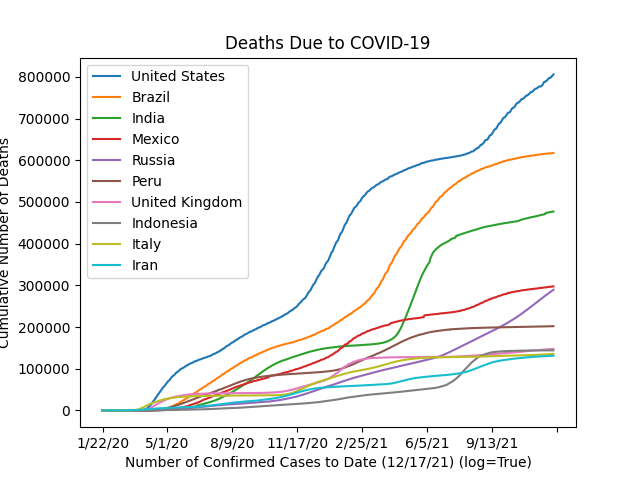 Deaths Due to COVID-19
Cumulative Number of Deaths
800000
700000
600000
500000
400000
300000
200000
100000
0
United States
Brazil
India
Mexico
Russia
Peru
United Kingdom
Indonesia
Italy
Iran
1/22/20 5/1/20 8/9/20 11/17/20 2/25/21 6/5/21 9/13/21
Number of Confirmed Cases to Date (12/17/21) (log=True)